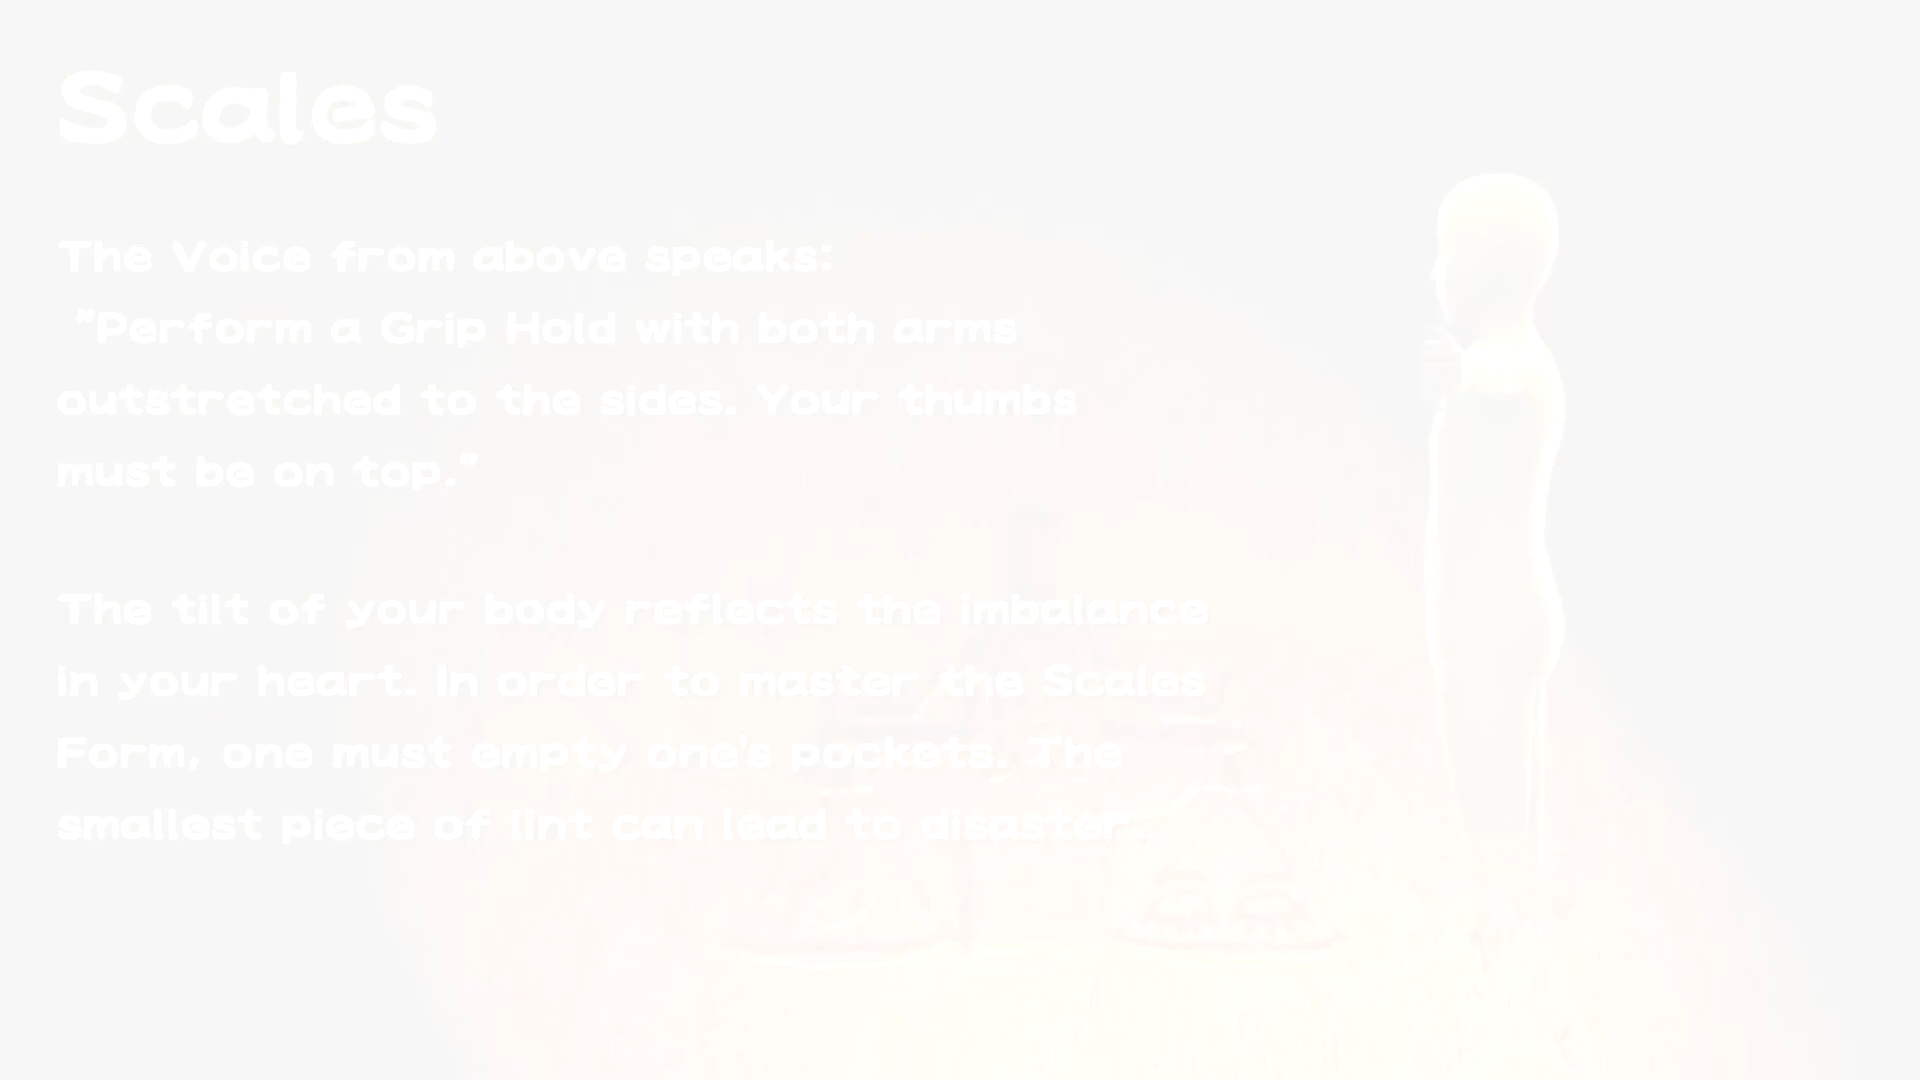 Scales
The Voice from above speaks:
"Perform a Grip Hold with both arms
outstretched to the sides. Your thumbs
must be on top."
The tilt of your body reflects the imbalance
in your heart. In order to master the Scales
Form, one must empty one's pockets. The
smallest piece of lint can lead to disaster.